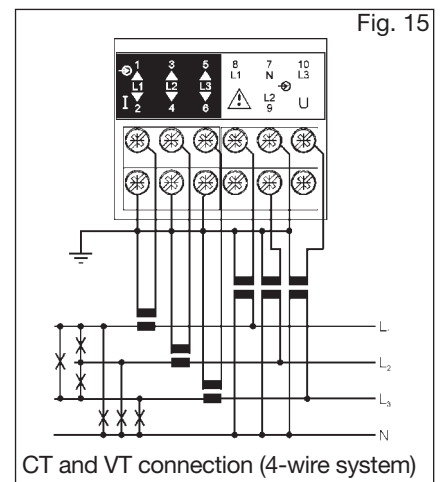 Fig. 15
1 3 5 8 7 10
L1 N L3
L1 L2 L3
I 2 4 6 L2 9 U
L1
L2
L3
N
CT and VT connection (4-wire system)